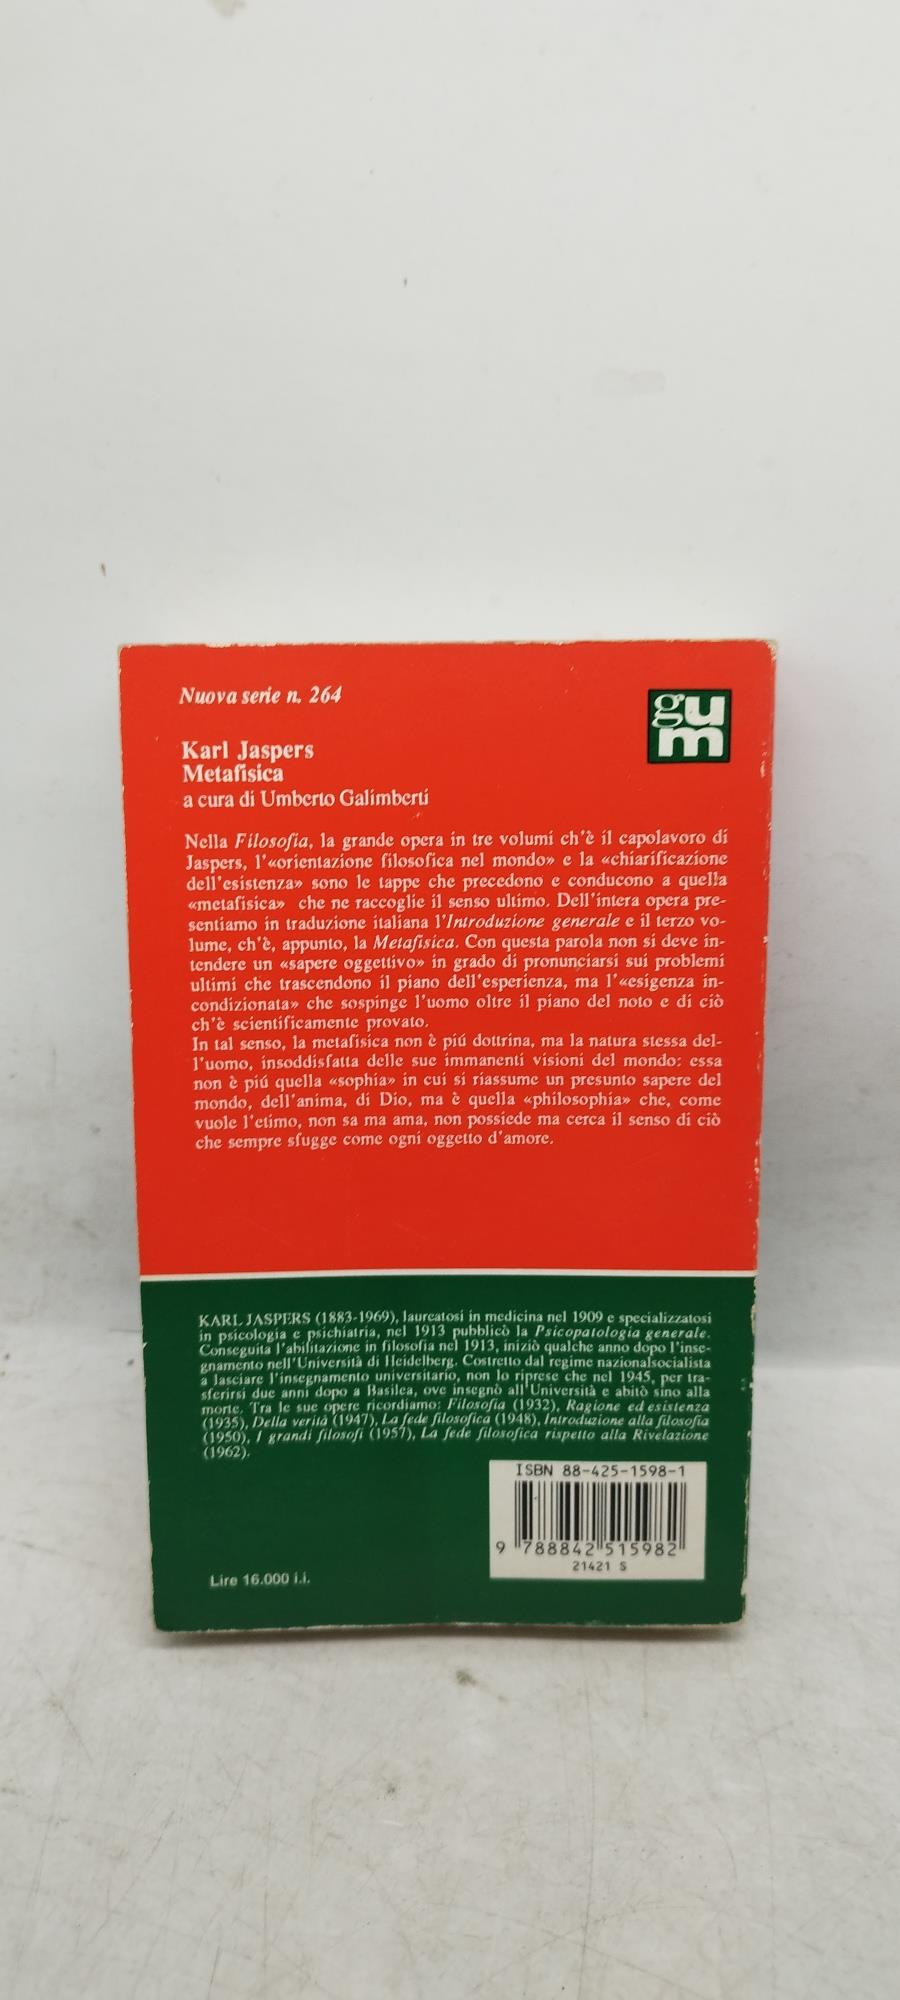 Nuova serie n. 264
gum
Karl Jaspers
Metafisica
a cura di Umberto Galimberti
Nella Filosofia, la grande opera in tre volumi ch'è il capolavoro di
Jaspers, l'«orientazione filosofica nel mondo» e la «chiarificazione
dell'esistenza» sono le tappe che precedono e conducono a quella
«metafisica» che ne raccoglie il senso ultimo. Dell'intera opera pre-
sentiamo in traduzione italiana l'Introduzione generale e il terzo vo-
lume, ch'è, appunto, la Metafisica. Con questa parola non si deve in-
tendere un «sapere oggettivo» in grado di pronunciarsi sui problemi
ultimi che trascendono il piano dell'esperienza, ma l'«esigenza in-
condizionata» che sospinge l'uomo oltre il piano del noto e di ciò
ch'è scientificamente provato.
In tal senso, la metafisica non è piú dottrina, ma la natura stessa del-
l'uomo, insoddisfatta delle sue immanenti visioni del mondo: essa
non è piú quella «sophia» in cui si riassume un presunto sapere del
mondo, dell'anima, di Dio, ma è quella «philosophia» che, come
vuole l'etimo, non sa ma ama, non possiede ma cerca il senso di ciò
che sempre sfugge come ogni oggetto d'amore.
KARL JASPERS (1883-1969), laureatosi in medicina nel 1909 e specializzatosi
in psicologia e psichiatria, nel 1913 pubblicò la Psicopatologia generale.
Conseguita l'abilitazione in filosofia nel 1913, iniziò qualche anno dopo l'inse-
gnamento nell'Università di Heidelberg. Costretto dal regime nazionalsocialista
a lasciare l'insegnamento universitario, non lo riprese che nel 1945, per tra-
sferirsi due anni dopo a Basilea, ove insegnò all'Università e abitò sino alla
morte. Tra le sue opere ricordiamo: Filosofia (1932), Ragione ed esistenza
(1935), Della verità (1947), La fede filosofica (1948), Introduzione alla filosofia
(1950), I grandi filosofi (1957), La fede filosofica rispetto alla Rivelazione
(1962).
ISBN 88-425-1598-1
9 788842 515982
21421 S
Lire 16.000 i.i.